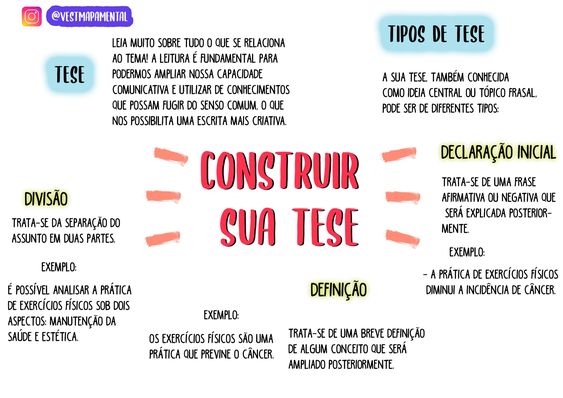 @VESTMAPAMENTAL
TESE
LEIA MUITO SOBRE TUDO O QUE SE RELACIONA
AO TEMA! A LEITURA É FUNDAMENTAL PARA
PODERMOS AMPLIAR NOSSA CAPACIDADE
COMUNICATIVA E UTILIZAR DE CONHECIMENTOS
QUE POSSAM FUGIR DO SENSO COMUM. O QUE
NOS POSSIBILITA UMA ESCRITA MAIS CRIATIVA.
TIPOS DE TESE
A SUA TESE, TAMBÉM CONHECIDA
COMO IDEIA CENTRAL OU TÓPICO FRASAL,
PODE SER DE DIFERENTES TIPOS:
CONSTRUIR
SUA TESE
DECLARAÇÃO INICIAL
TRATA-SE DE UMA FRASE
AFIRMATIVA OU NEGATIVA QUE
SERÁ EXPLICADA POSTERIOR-
MENTE.
EXEMPLO:
- A PRÁTICA DE EXERCÍCIOS FÍSICOS
DIMINUI A INCIDÊNCIA DE CÂNCER.
DIVISÃO
TRATA-SE DA SEPARAÇÃO DO
ASSUNTO EM DUAS PARTES.
EXEMPLO:
É POSSÍVEL ANALISAR A PRÁTICA
DE EXERCÍCIOS FÍSICOS SOB DOIS
ASPECTOS: MANUTENÇÃO DA
SAÚDE E ESTÉTICA.
DEFINIÇÃO
TRATA-SE DE UMA BREVE DEFINIÇÃO
DE ALGUM CONCEITO QUE SERÁ
AMPLIADO POSTERIORMENTE.
EXEMPLO:
OS EXERCÍCIOS FÍSICOS SÃO UMA
PRÁTICA QUE PREVINE O CÂNCER.